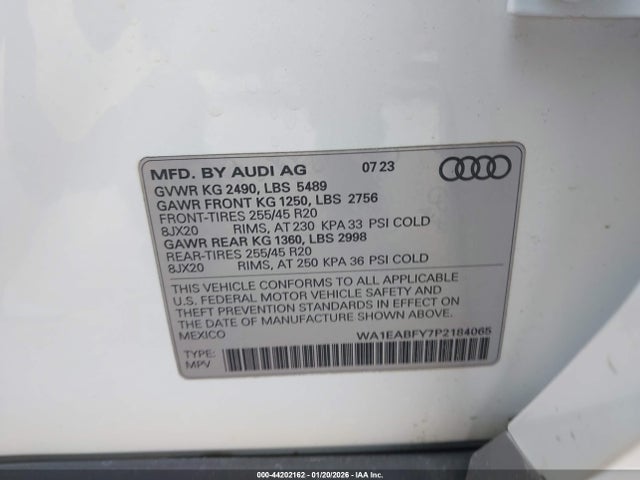 MFD. BY AUDI AG 07 23
GVWR KG 2490, LBS 5489
GAWR FRONT KG 1250, LBS 2756
FRONT-TIRES 255/45 R20
8JX20 RIMS, AT 230 KPA 33 PSI COLD
GAWR REAR KG 1360, LBS 2998
REAR-TIRES 255/45 R20
8JX20 RIMS, AT 250 KPA 36 PSI COLD
THIS VEHICLE CONFORMS TO ALL APPLICABLE
U.S. FEDERAL MOTOR VEHICLE SAFETY AND
THEFT PREVENTION STANDARDS IN EFFECT ON
THE DATE OF MANUFACTURE SHOWN ABOVE.
MEXICO WA1EABFY7P2184065
TYPE:
MPV
000-44202162 - 01/20/2026 - IAA Inc.